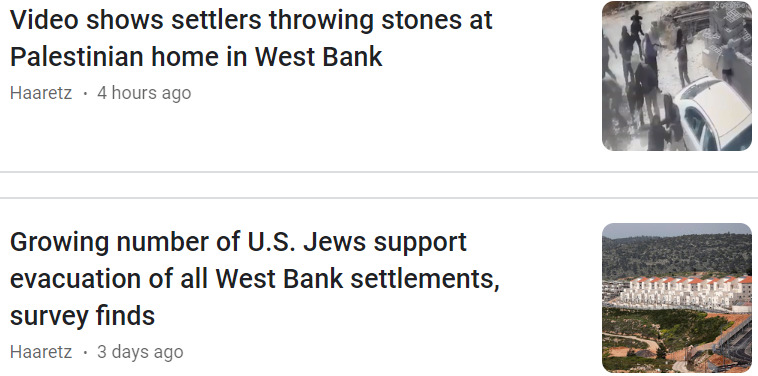 Video shows settlers throwing stones at
Palestinian home in West Bank
Haaretz · 4 hours ago
Growing number of U.S. Jews support
evacuation of all West Bank settlements,
survey finds
Haaretz · 3 days ago